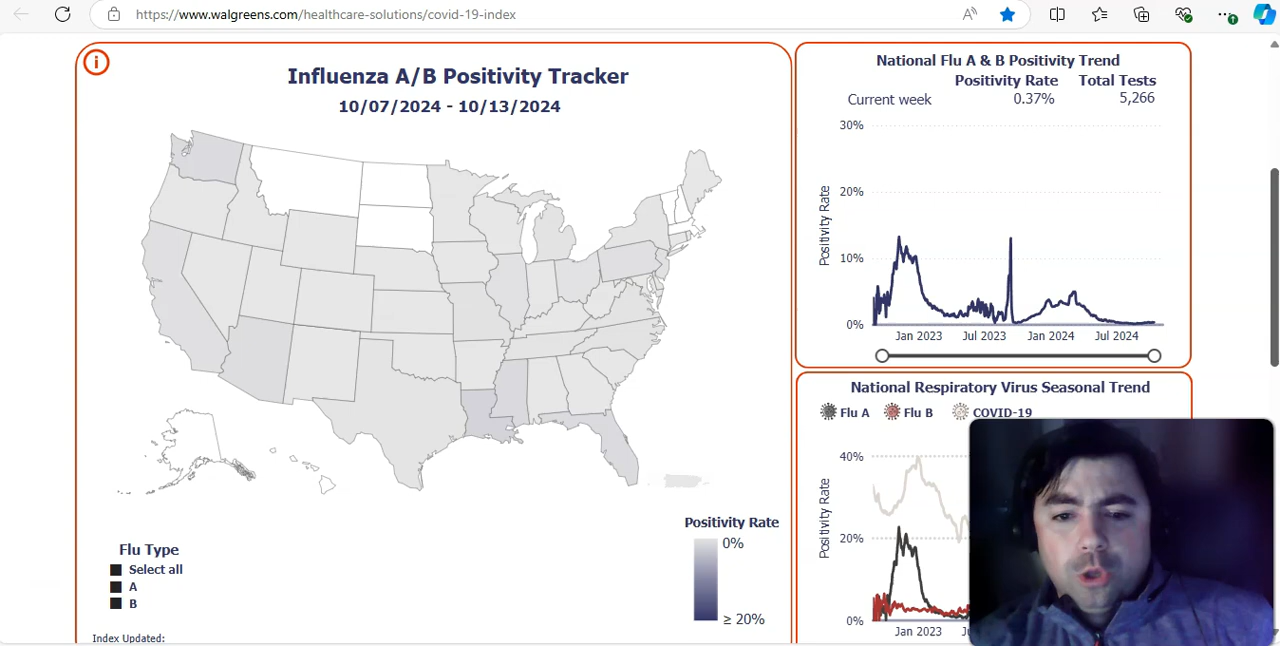 https://www.walgreens.com/healthcare-solutions/covid-19-index
Influenza A/B Positivity Tracker
10/07/2024 - 10/13/2024
Flu Type
Select all
A
B
Positivity Rate
0%
≥ 20%
Index Updated:
National Flu A & B Positivity Trend
Positivity Rate Total Tests
Current week 0.37% 5,266
30%
20%
10%
0%
Positivity Rate
Jan 2023 Jul 2023 Jan 2024 Jul 2024
National Respiratory Virus Seasonal Trend
Flu A Flu B COVID-19
40%
20%
0%
Positivity Rate
Jan 2023